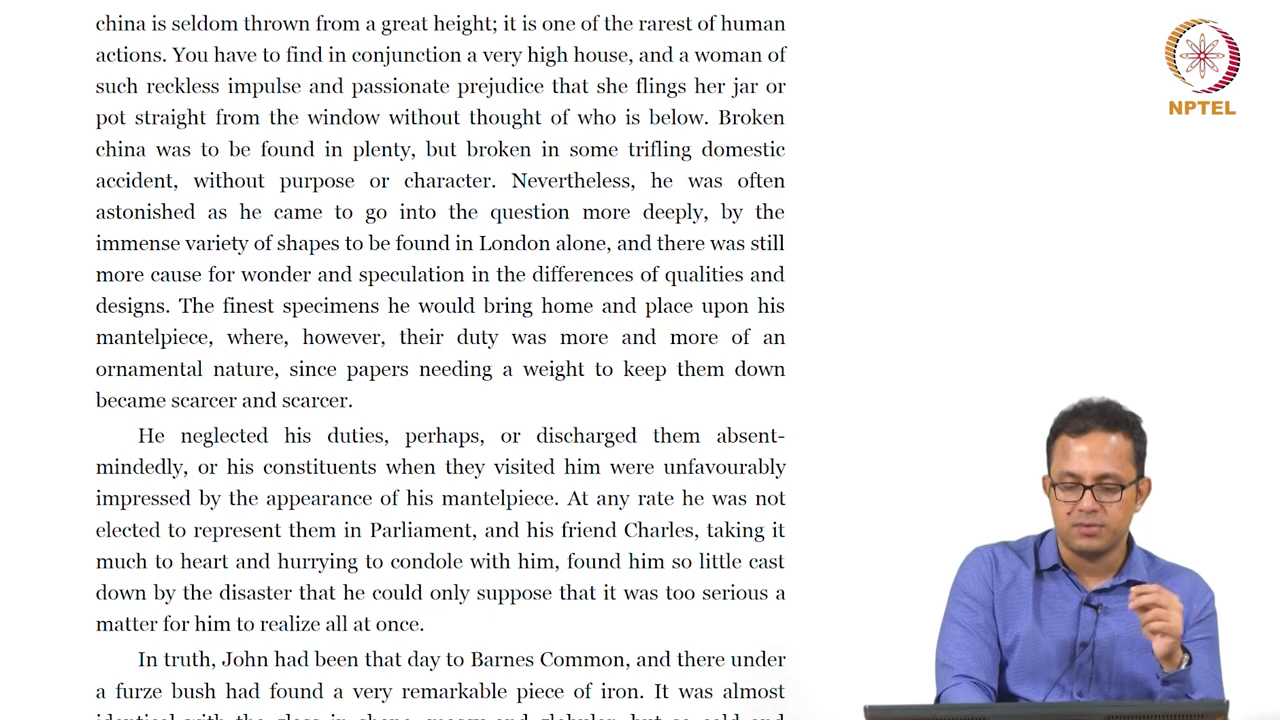 china is seldom thrown from a great height; it is one of the rarest of human
actions. You have to find in conjunction a very high house, and a woman of
such reckless impulse and passionate prejudice that she flings her jar or
pot straight from the window without thought of who is below. Broken
china was to be found in plenty, but broken in some trifling domestic
accident, without purpose or character. Nevertheless, he was often
astonished as he came to go into the question more deeply, by the
immense variety of shapes to be found in London alone, and there was still
more cause for wonder and speculation in the differences of qualities and
designs. The finest specimens he would bring home and place upon his
mantelpiece, where, however, their duty was more and more of an
ornamental nature, since papers needing a weight to keep them down
became scarcer and scarcer.
He neglected his duties, perhaps, or discharged them absent-
mindedly, or his constituents when they visited him were unfavourably
impressed by the appearance of his mantelpiece. At any rate he was not
elected to represent them in Parliament, and his friend Charles, taking it
much to heart and hurrying to condole with him, found him so little cast
down by the disaster that he could only suppose that it was too serious a
matter for him to realize all at once.
In truth, John had been that day to Barnes Common, and there under
a furze bush had found a very remarkable piece of iron. It was almost
NPTEL